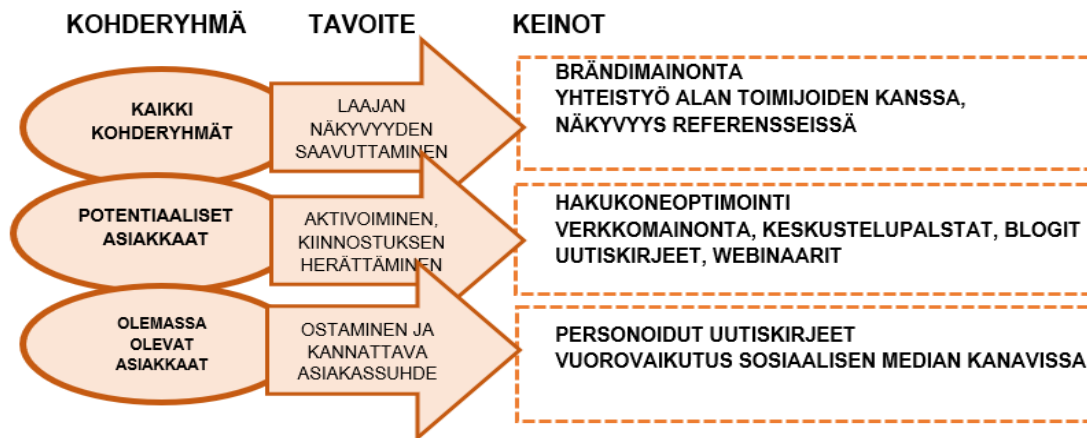 KOHDERYHMÄ TAVOITE KEINOT
KAIKKI
KOHDERYHMÄT
LAAJAN
NÄKYVYYDEN
SAAVUTTAMINEN
BRÄNDIMAINONTA
YHTEISTYÖ ALAN TOIMIJOIDEN KANSSA,
NÄKYVYYS REFERENSSEISSÄ
POTENTIAALISET
ASIAKKAAT
AKTIVOIMINEN,
KIINNOSTUKSEN
HERÄTTÄMINEN
HAKUKONEOPTIMOINTI
VERKKOMAINONTA, KESKUSTELUPALSTAT, BLOGIT
UUTISKIRJEET, WEBINAARIT
OLEMASSA
OLEVAT
ASIAKKAAT
OSTAMINEN JA
KANNATTAVA
ASIAKASSUHDE
PERSONOIDUT UUTISKIRJEET
VUOROVAIKUTUS SOSIAALISEN MEDIAN KANAVISSA